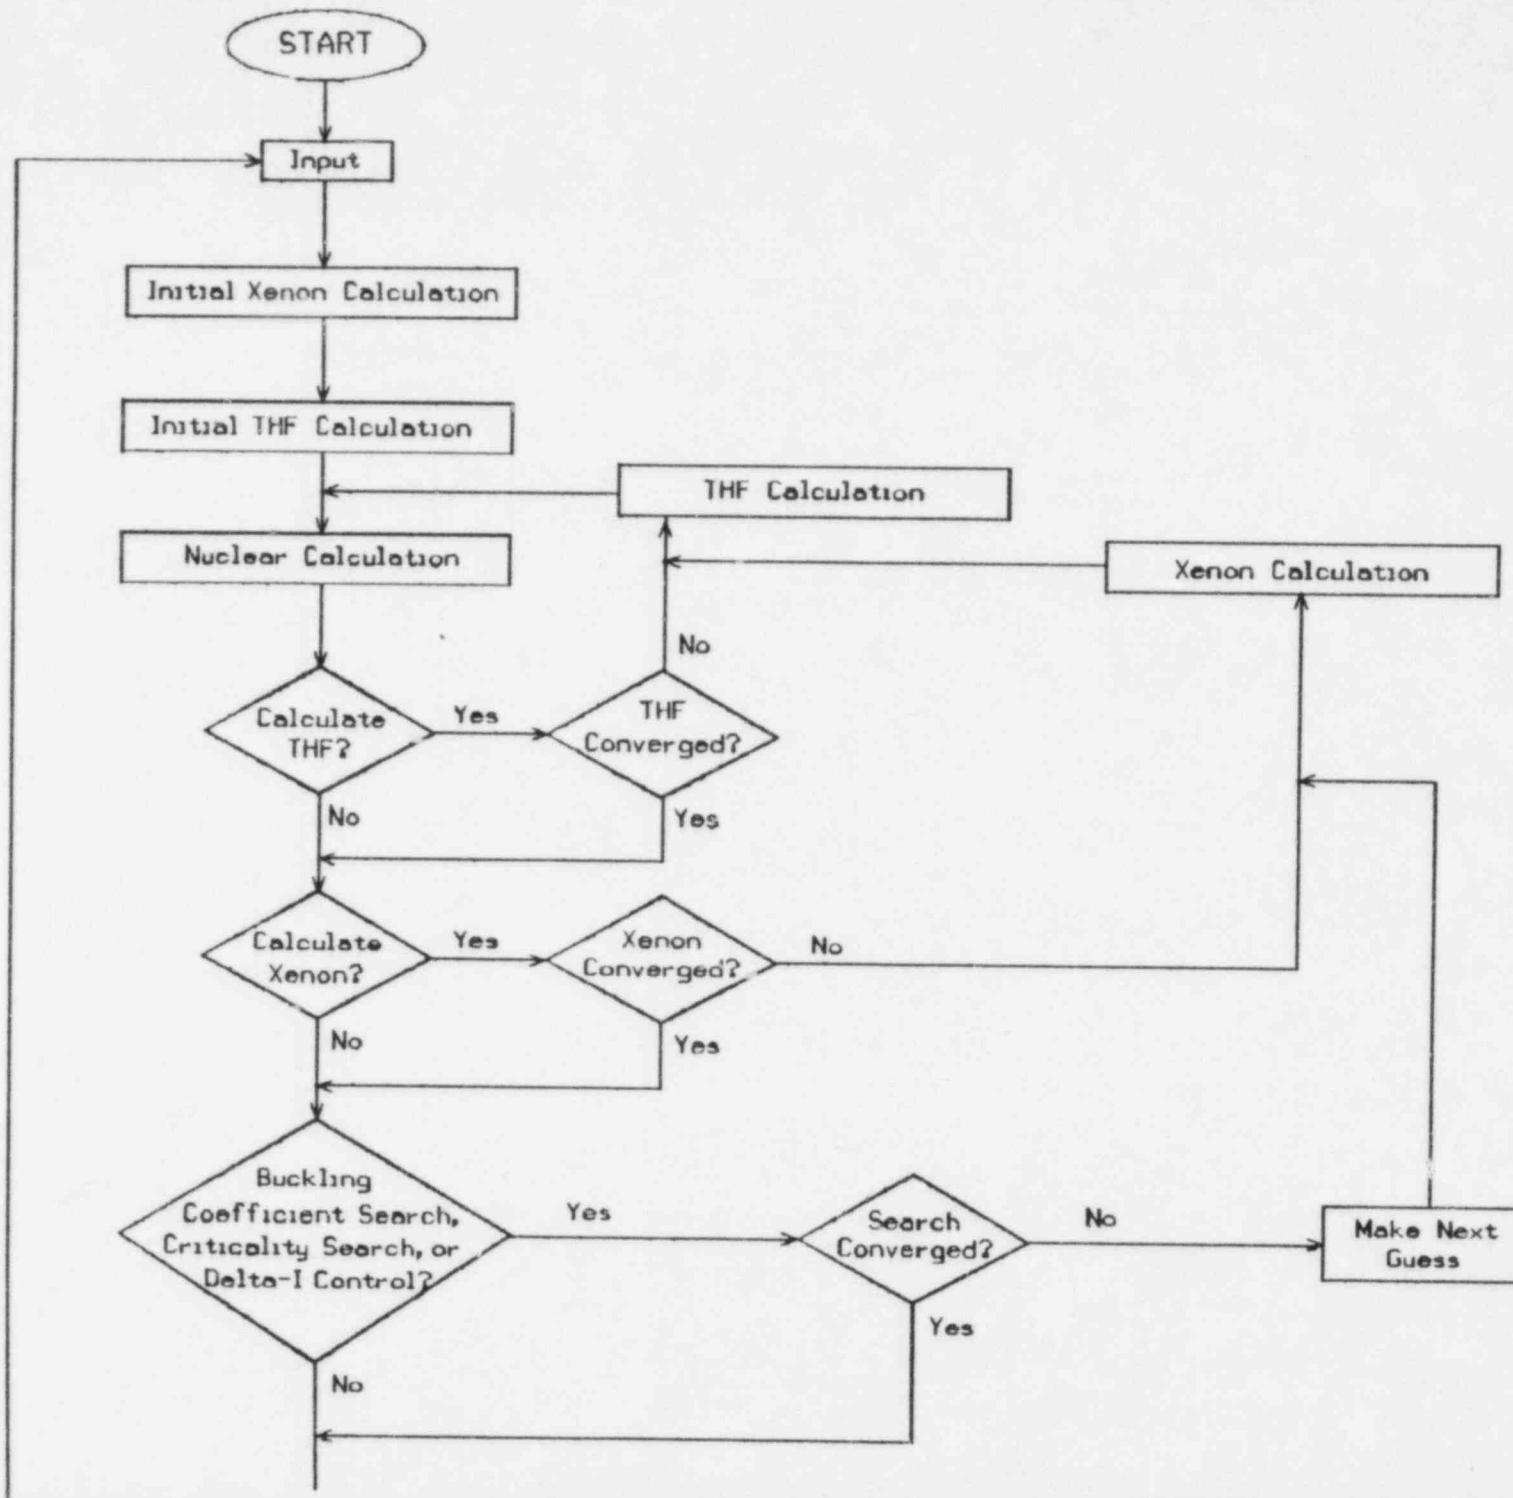 START
Input
Initial Xenon Calculation
Initial THF Calculation
THF Calculation
Nuclear Calculation
Xenon Calculation
No
Calculate
THF?
Yes
THF
Converged?
No
Yes
Calculate
Xenon?
Yes
Xenon
Converged?
No
No
Yes
Buckling
Coefficient Search,
Criticality Search, or
Delta-I Control?
Yes
Search
Converged?
No
Make Next
Guess
Yes
No